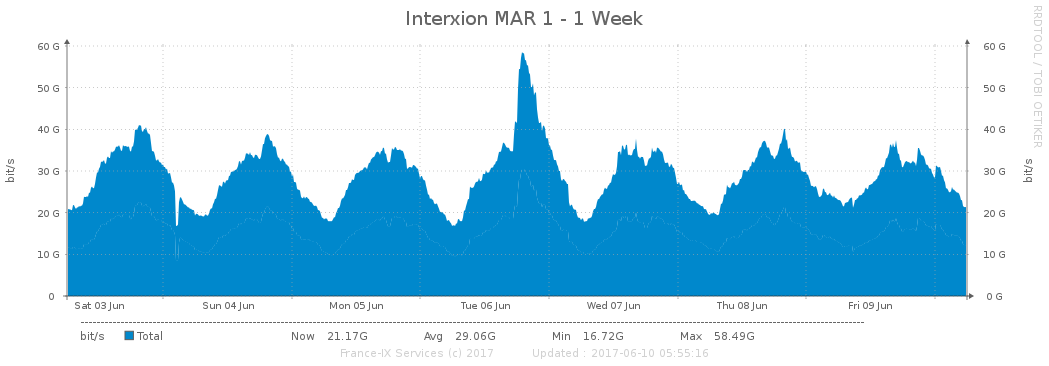 Interxion MAR 1 - 1 Week
RRDTOOL / TOBI OETIKER
60 G 60 G
50 G 50 G
40 G 40 G
30 G 30 G
20 G 20 G
10 G 10 G
0 0 G
bit/s bit/s
Sat 03 Jun Sun 04 Jun Mon 05 Jun Tue 06 Jun Wed 07 Jun Thu 08 Jun Fri 09 Jun
bit/s Total Now 21.17G Avg 29.06G Min 16.72G Max 58.49G
France-IX Services (c) 2017 Updated : 2017-06-10 05:55:16